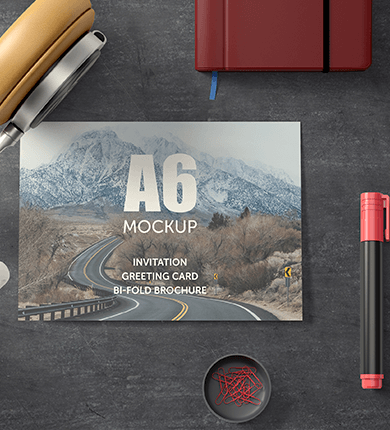 A6
MOCKUP
INVITATION
GREETING CARD
BI-FOLD BROCHURE